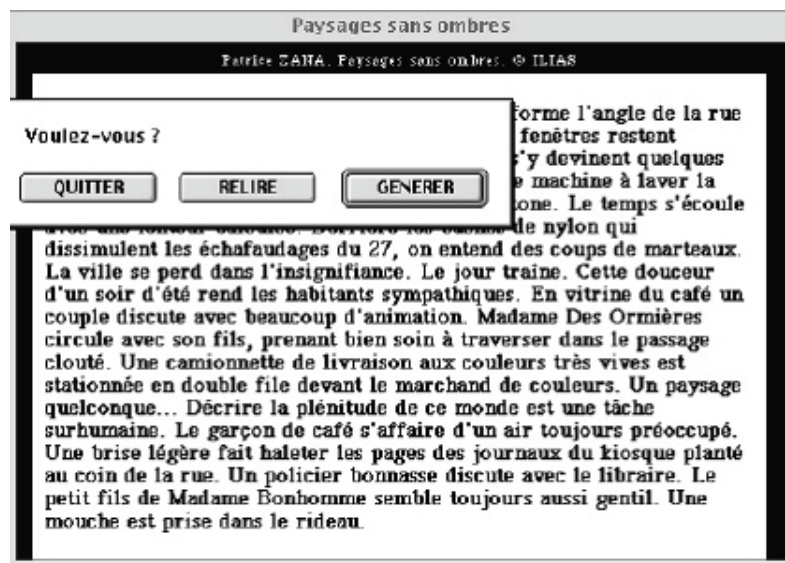 Paysages sans ombres
Patrice ZANA. Paysages sans ombres. © ILIAS
forme l'angle de la rue
Voulez-vous ?
fenêtres restent
s'y devinent quelques
QUITTER RELIRE GENERER
machine à laver la
zone. Le temps s'écoule
de nylon qui
dissimulent les échafaudages du 27, on entend des coups de marteaux.
La ville se perd dans l'insignifiance. Le jour traine. Cette douceur
d'un soir d'été rend les habitants sympathiques. En vitrine du café un
couple discute avec beaucoup d'animation. Madame Des Ormières
circule avec son fils, prenant bien soin à traverser dans le passage
clouté. Une camionnette de livraison aux couleurs très vives est
stationnée en double file devant le marchand de couleurs. Un paysage
quelconque... Décrire la plénitude de ce monde est une tâche
surhumaine. Le garçon de café s'affaire d'un air toujours préoccupé.
Une brise légère fait haleter les pages des journaux du kiosque planté
au coin de la rue. Un policier bonnasse discute avec le libraire. Le
petit fils de Madame Bonhomme semble toujours aussi gentil. Une
mouche est prise dans le rideau.